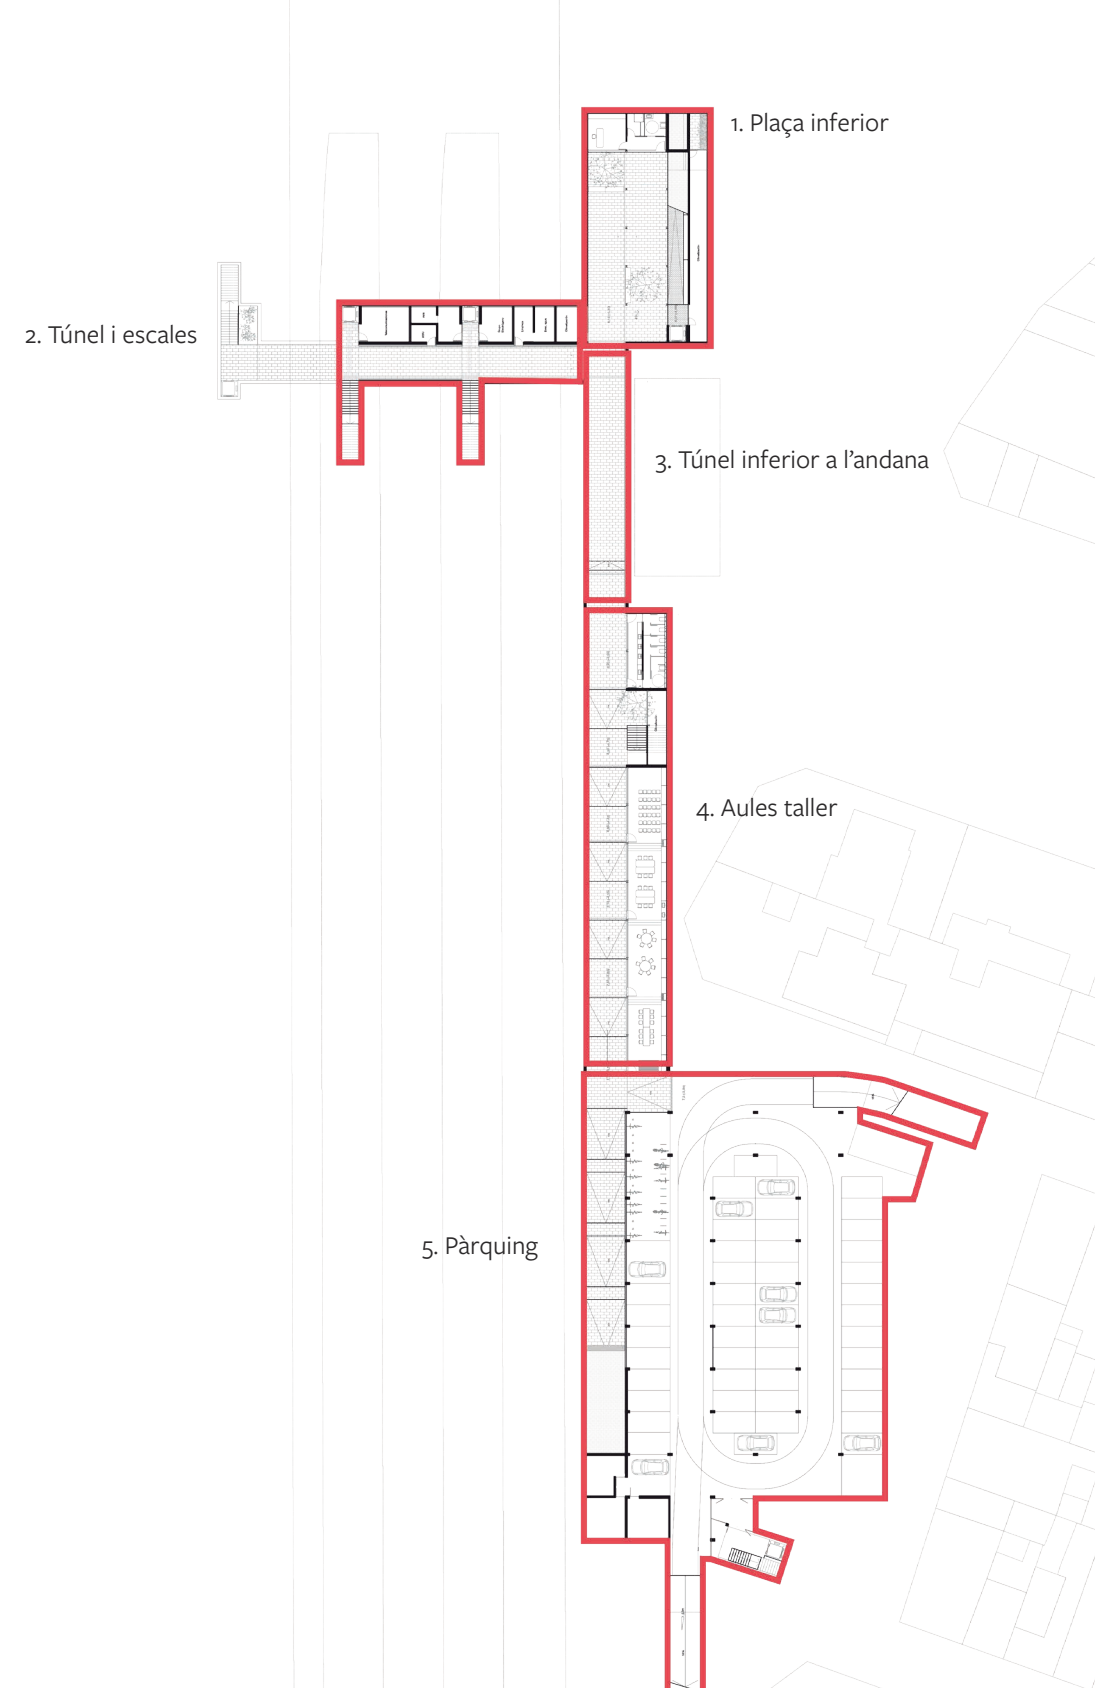 1. Plaça inferior
2. Túnel i escales
3. Túnel inferior a l’andana
4. Aules taller
5. Pàrquing